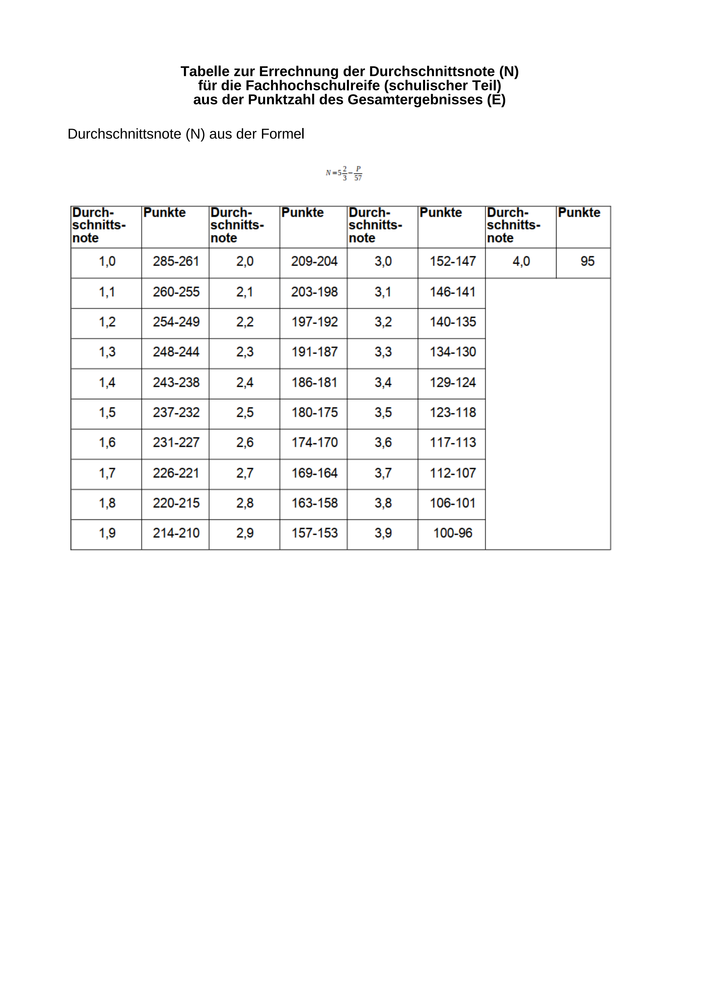 Tabelle zur Errechnung der Durchschnittsnote (N)
für die Fachhochschulreife (schulischer Teil)
aus der Punktzahl des Gesamtergebnisses (E)
Durchschnittsnote (N) aus der Formel
N = 5 2/3 − P/57
Durch- Punkte Durch- Punkte Durch- Punkte Durch- Punkte
schnitts- schnitts- schnitts- schnitts-
note note note note
1,0 285-261 2,0 209-204 3,0 152-147 4,0 95
1,1 260-255 2,1 203-198 3,1 146-141
1,2 254-249 2,2 197-192 3,2 140-135
1,3 248-244 2,3 191-187 3,3 134-130
1,4 243-238 2,4 186-181 3,4 129-124
1,5 237-232 2,5 180-175 3,5 123-118
1,6 231-227 2,6 174-170 3,6 117-113
1,7 226-221 2,7 169-164 3,7 112-107
1,8 220-215 2,8 163-158 3,8 106-101
1,9 214-210 2,9 157-153 3,9 100-96